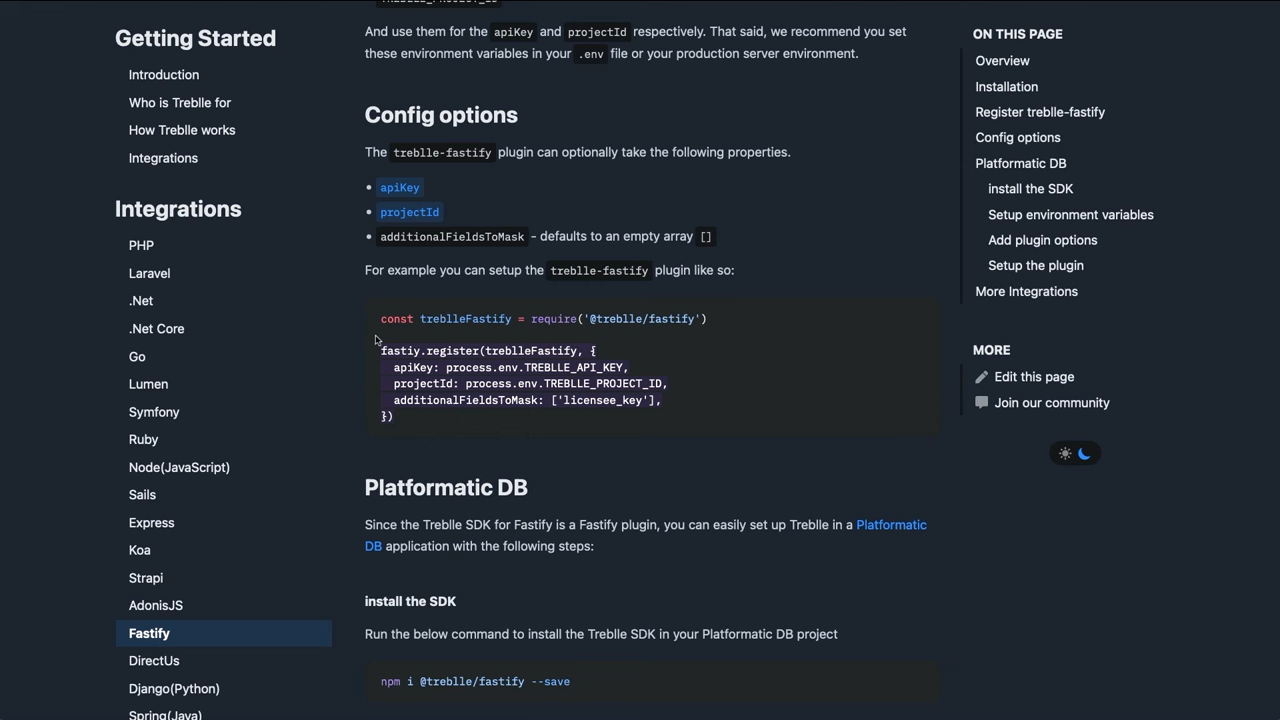 Getting Started
Introduction
Who is Treblle for
How Treblle works
Integrations
Integrations
PHP
Laravel
.Net
.Net Core
Go
Lumen
Symfony
Ruby
Node(JavaScript)
Sails
Express
Koa
Strapi
AdonisJS
Fastify
DirectUs
Django(Python)
Spring(Java)
TREBLLE_PROJECT_ID
And use them for the apiKey and projectId respectively. That said, we recommend you set
these environment variables in your .env file or your production server environment.
Config options
The treblle-fastify plugin can optionally take the following properties.
• apiKey
• projectId
• additionalFieldsToMask - defaults to an empty array []
For example you can setup the treblle-fastify plugin like so:
const treblleFastify = require('@treblle/fastify')
fastiy.register(treblleFastify, {
apiKey: process.env.TREBLLE_API_KEY,
projectId: process.env.TREBLLE_PROJECT_ID,
additionalFieldsToMask: ['licensee_key'],
})
Platformatic DB
Since the Treblle SDK for Fastify is a Fastify plugin, you can easily set up Treblle in a Platformatic
DB application with the following steps:
install the SDK
Run the below command to install the Treblle SDK in your Platformatic DB project
npm i @treblle/fastify --save
ON THIS PAGE
Overview
Installation
Register treblle-fastify
Config options
Platformatic DB
install the SDK
Setup environment variables
Add plugin options
Setup the plugin
More Integrations
MORE
Edit this page
Join our community